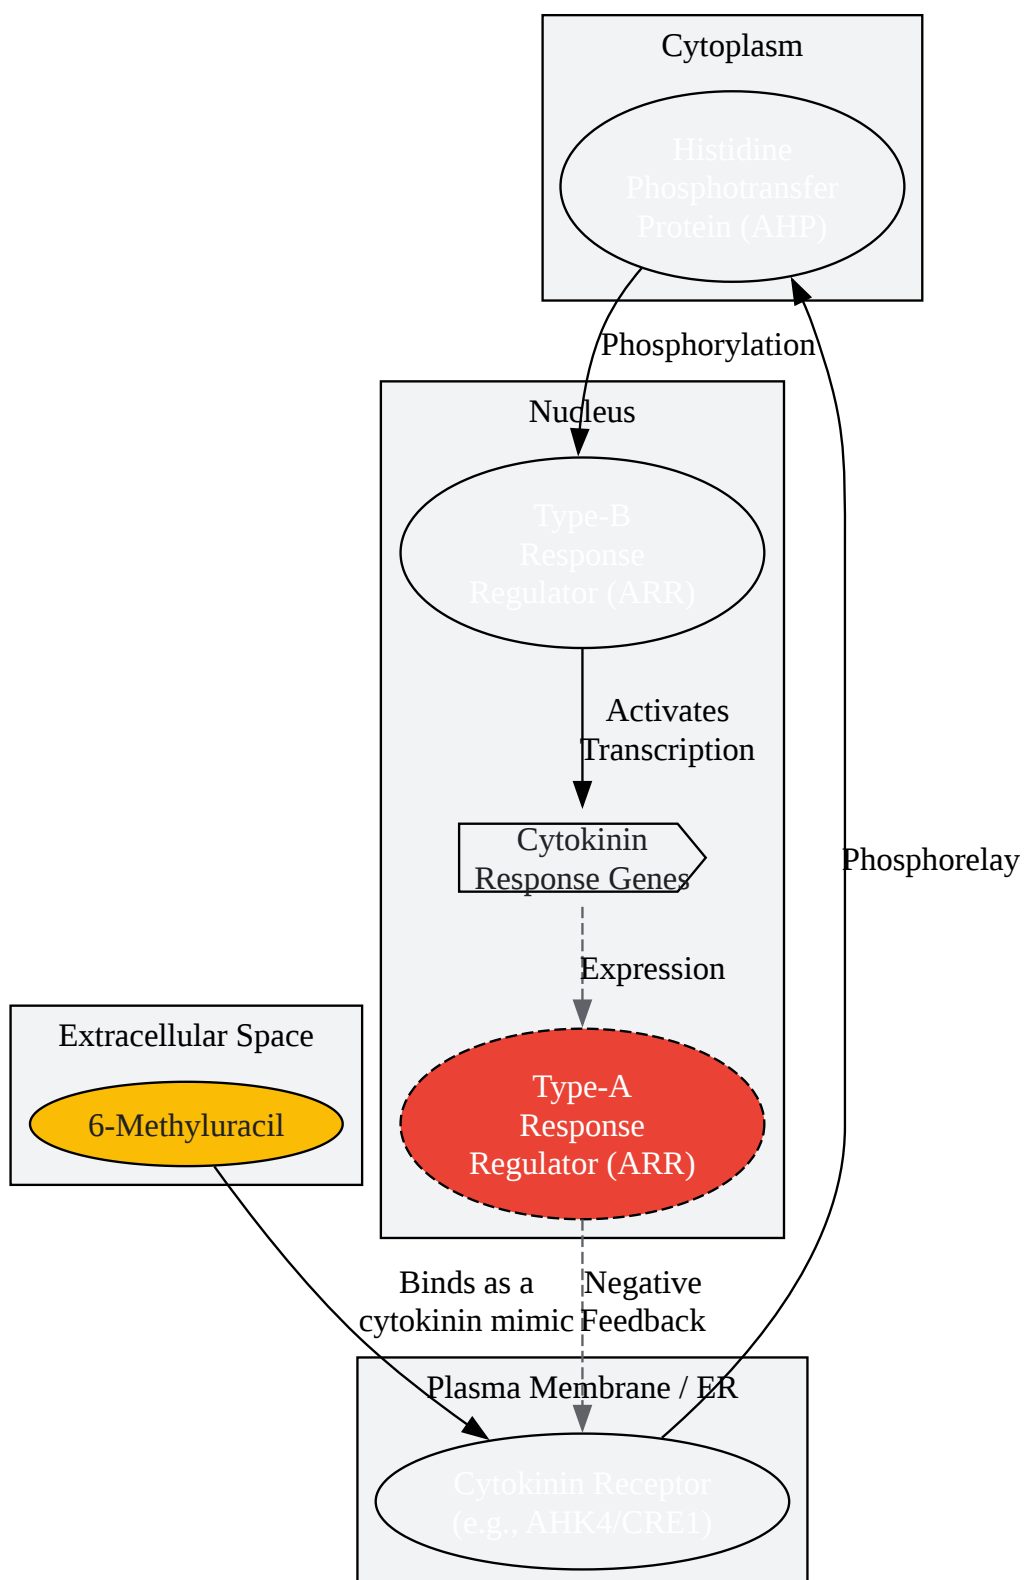 Cytoplasm
Histidine
Phosphotransfer
Protein (AHP)
Phosphorylation
Nucleus
Type-B
Response
Regulator (ARR)
Activates
Transcription
Cytokinin
Response Genes
Phosphorelay
Expression
Extracellular Space
6-Methyluracil
Type-A
Response
Regulator (ARR)
Binds as a
cytokinin mimic
Negative
Feedback
Plasma Membrane / ER
Cytokinin Receptor
(e.g., AHK4/CRE1)